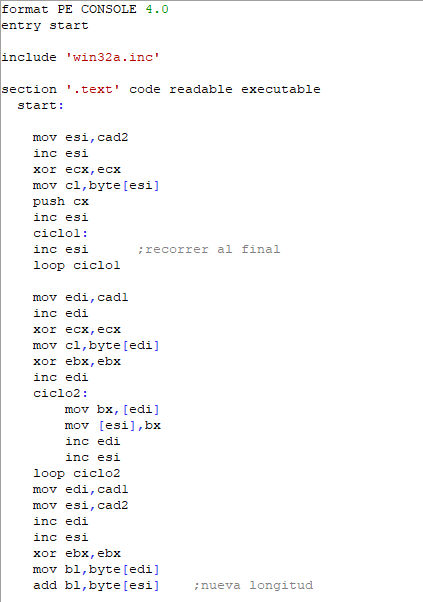 format PE CONSOLE 4.0
entry start
include 'win32a.inc'
section '.text' code readable executable
start:
mov esi,cad2
inc esi
xor ecx,ecx
mov cl,byte[esi]
push cx
inc esi
ciclo1:
inc esi ;recorrer al final
loop ciclo1
mov edi,cad1
inc edi
xor ecx,ecx
mov cl,byte[edi]
xor ebx,ebx
inc edi
ciclo2:
mov bx,[edi]
mov [esi],bx
inc edi
inc esi
loop ciclo2
mov edi,cad1
mov esi,cad2
inc edi
inc esi
xor ebx,ebx
mov bl,byte[edi]
add bl,byte[esi] ;nueva longitud